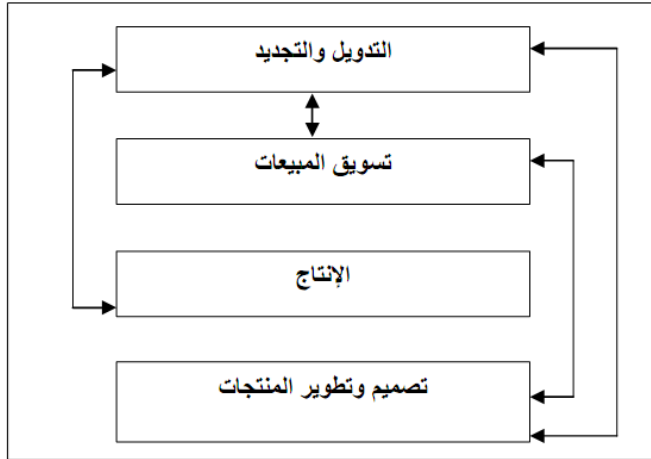 التدويل والتجديد
تسويق المبيعات
الإنتاج
تصميم وتطوير المنتجات